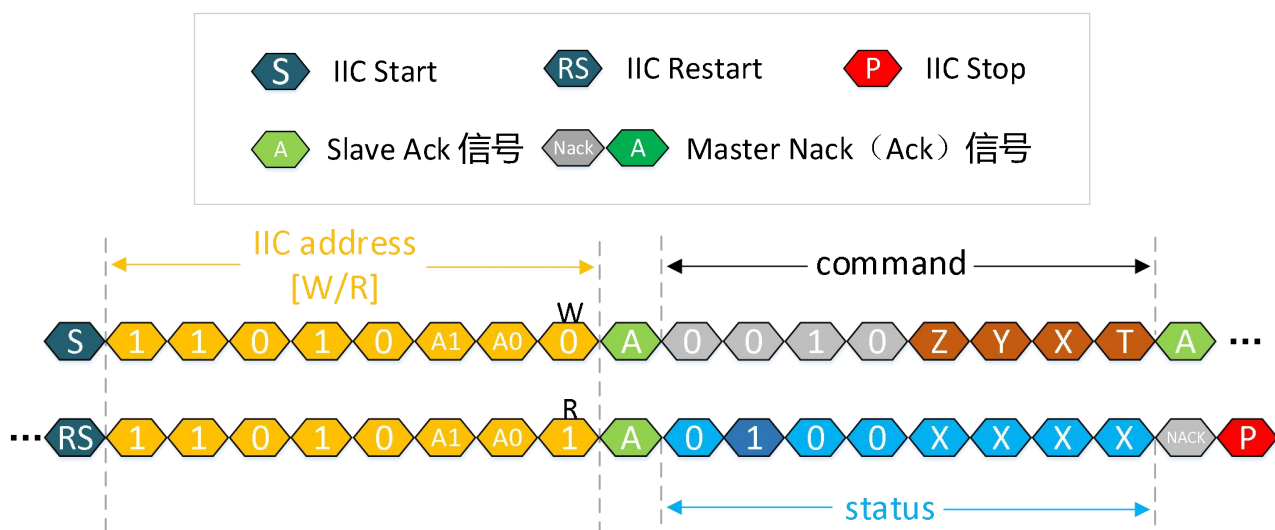 S IIC Start RS IIC Restart P IIC Stop
A Slave Ack 信号 Nack A Master Nack（Ack）信号
IIC address
[W/R]
command
W
S 1 1 0 1 0 A1 A0 0 A 0 0 1 0 Z Y X T A ···
R
··· RS 1 1 0 1 0 A1 A0 1 A 0 1 0 0 X X X X NACK P
status